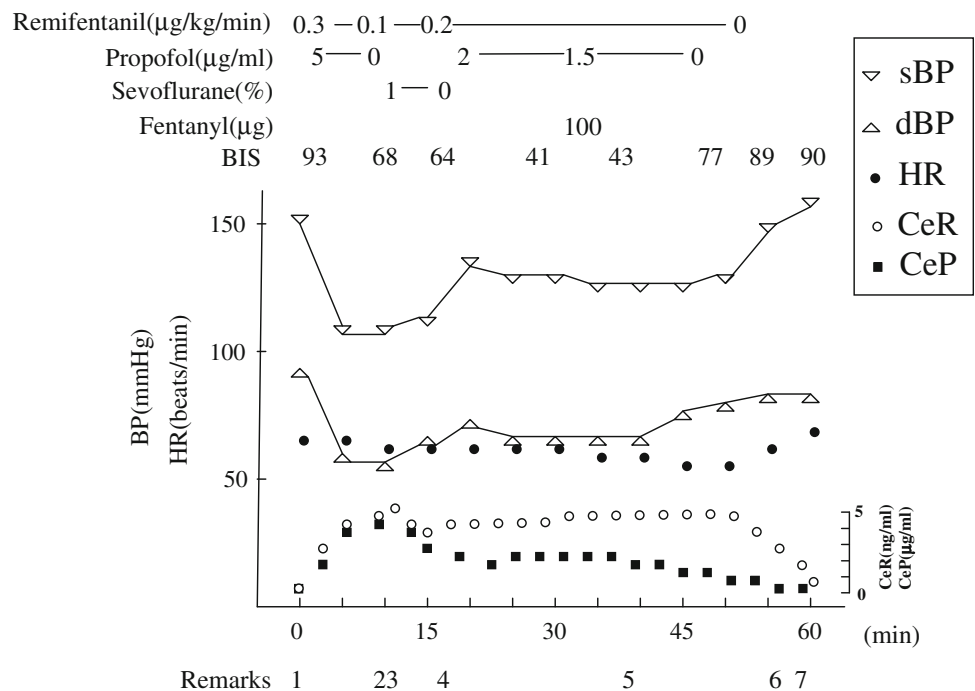 Remifentanil(μg/kg/min) 0.3 0.1 0.2 0
Propofol(μg/ml) 5 0 2 1.5 0
Sevoflurane(%) 1 0
Fentanyl(μg) 100
BIS 93 68 64 41 43 77 89 90
sBP
dBP
HR
CeR
CeP
150
100
50
BP(mmHg)
HR(beats/min)
5
0
CeR(ng/ml)
CeP(μg/ml)
0 15 30 45 60 (min)
Remarks 1 23 4 5 6 7